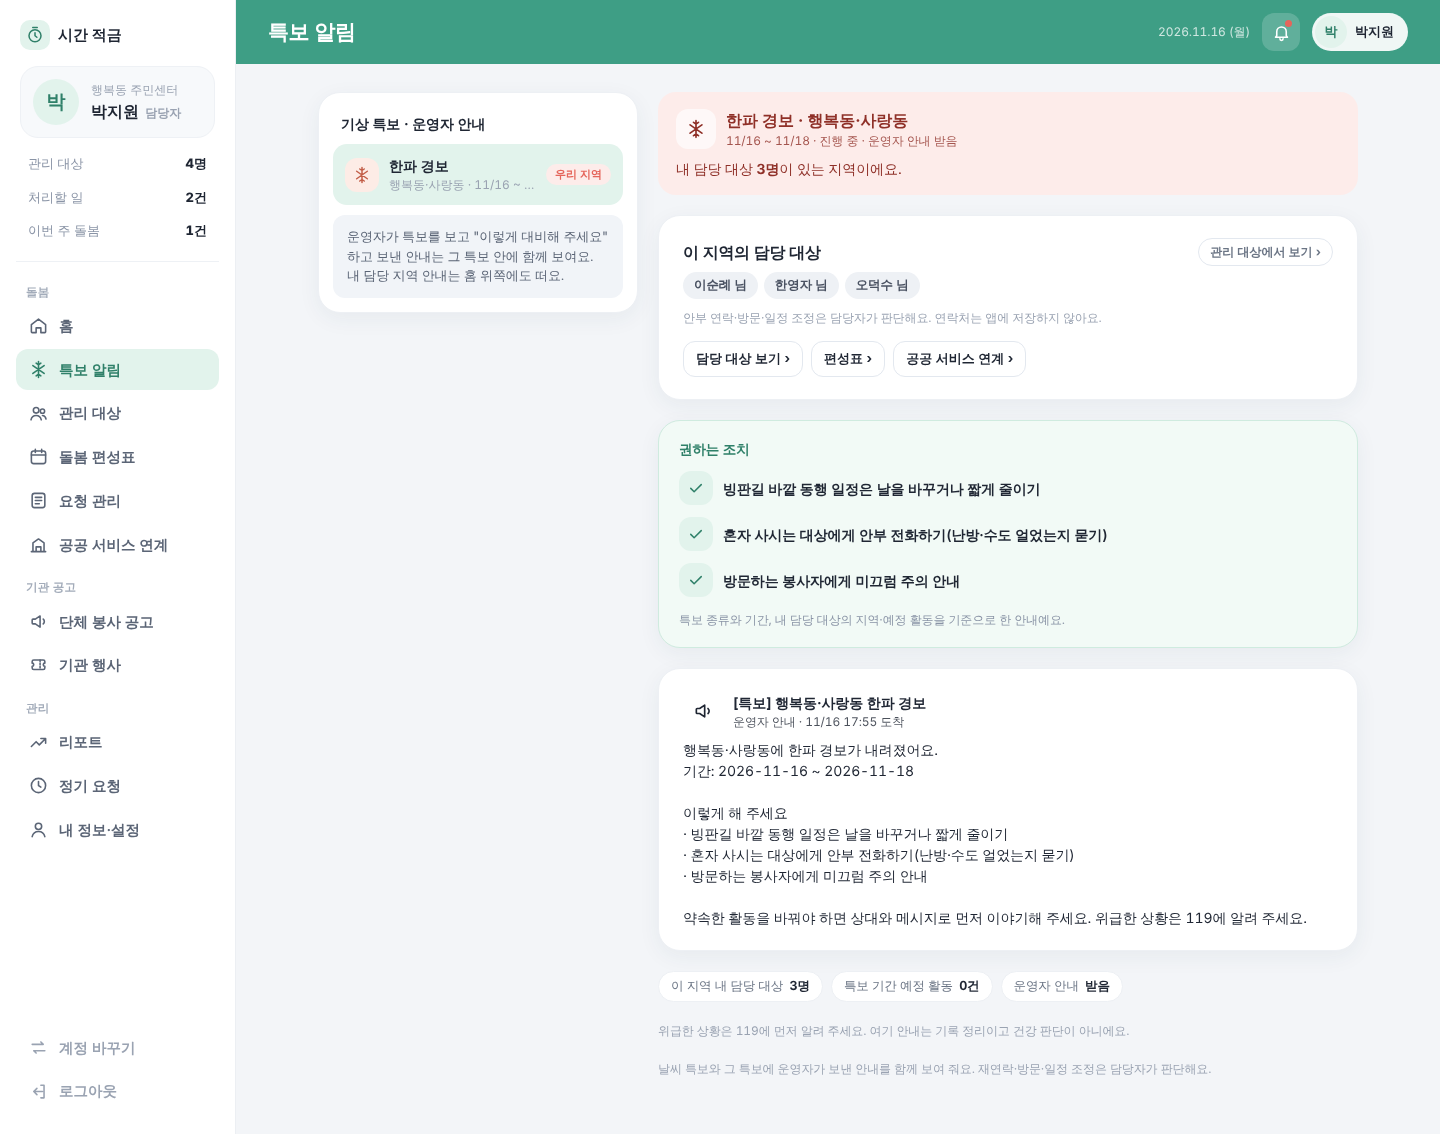 시간 적금
박
행복동 주민센터
박지원 담당자
관리 대상 4명
처리할 일 2건
이번 주 돌봄 1건
돌봄
홈
특보 알림
관리 대상
돌봄 편성표
요청 관리
공공 서비스 연계
기관 공고
단체 봉사 공고
기관 행사
관리
리포트
정기 요청
내 정보·설정
계정 바꾸기
로그아웃
특보 알림
2026.11.16 (월)
박 박지원
기상 특보 · 운영자 안내
한파 경보
행복동·사랑동 · 11/16 ~ ...
우리 지역
운영자가 특보를 보고 "이렇게 대비해 주세요"
하고 보낸 안내는 그 특보 안에 함께 보여요.
내 담당 지역 안내는 홈 위쪽에도 떠요.
한파 경보 · 행복동·사랑동
11/16 ~ 11/18 · 진행 중 · 운영자 안내 받음
내 담당 대상 3명이 있는 지역이에요.
이 지역의 담당 대상
관리 대상에서 보기 ›
이순례 님 한영자 님 오덕수 님
안부 연락·방문·일정 조정은 담당자가 판단해요. 연락처는 앱에 저장하지 않아요.
담당 대상 보기 › 편성표 › 공공 서비스 연계 ›
권하는 조치
빙판길 바깥 동행 일정은 날을 바꾸거나 짧게 줄이기
혼자 사시는 대상에게 안부 전화하기(난방·수도 얼었는지 묻기)
방문하는 봉사자에게 미끄럼 주의 안내
특보 종류와 기간, 내 담당 대상의 지역·예정 활동을 기준으로 한 안내예요.
[특보] 행복동·사랑동 한파 경보
운영자 안내 · 11/16 17:55 도착
행복동·사랑동에 한파 경보가 내려졌어요.
기간: 2026-11-16 ~ 2026-11-18
이렇게 해 주세요
· 빙판길 바깥 동행 일정은 날을 바꾸거나 짧게 줄이기
· 혼자 사시는 대상에게 안부 전화하기(난방·수도 얼었는지 묻기)
· 방문하는 봉사자에게 미끄럼 주의 안내
약속한 활동을 바꿔야 하면 상대와 메시지로 먼저 이야기해 주세요. 위급한 상황은 119에 알려 주세요.
이 지역 내 담당 대상 3명 특보 기간 예정 활동 0건 운영자 안내 받음
위급한 상황은 119에 먼저 알려 주세요. 여기 안내는 기록 정리이고 건강 판단이 아니에요.
날씨 특보와 그 특보에 운영자가 보낸 안내를 함께 보여 줘요. 재연락·방문·일정 조정은 담당자가 판단해요.